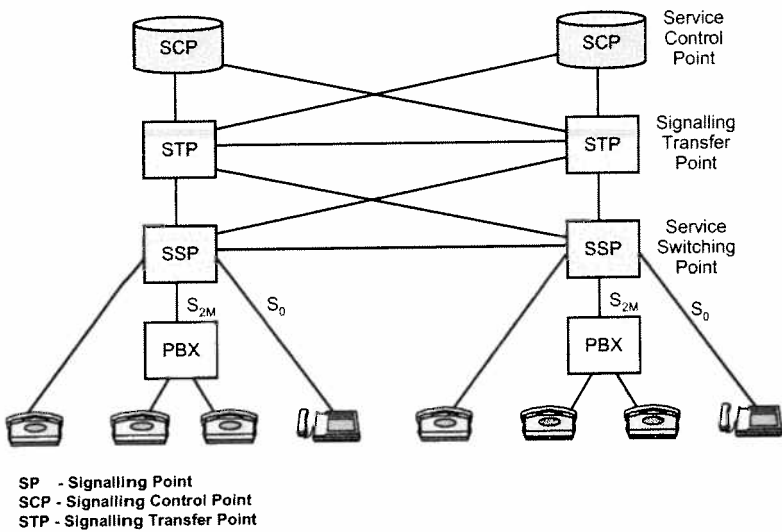 SCP
SCP
Service
Control
Point
STP
STP
Signalling
Transfer
Point
SSP
SSP
Service
Switching
Point
S2M
S0
S2M
S0
PBX
PBX
SP - Signalling Point
SCP - Signalling Control Point
STP - Signalling Transfer Point